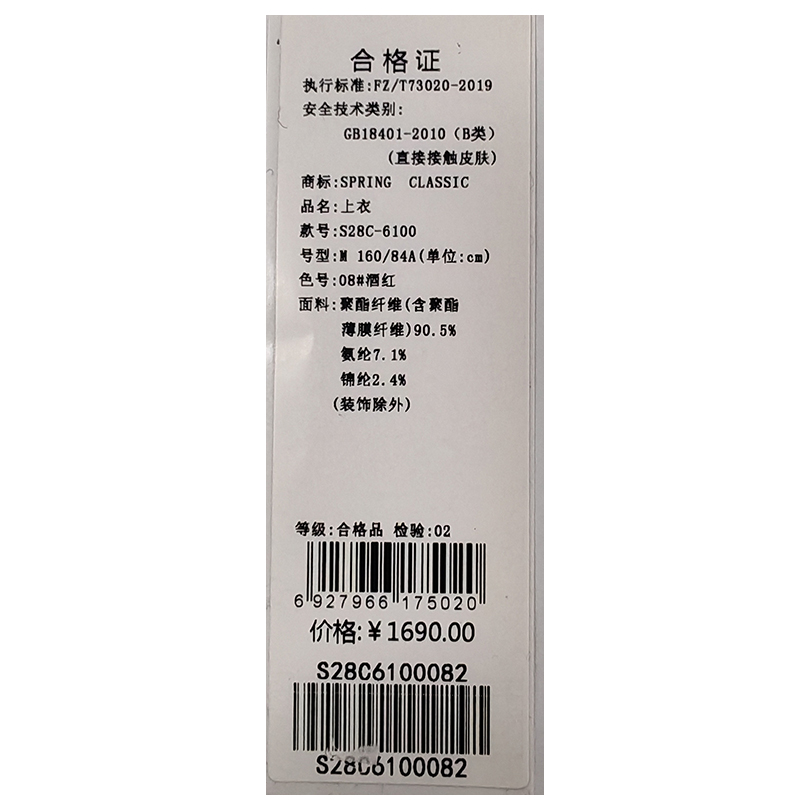 合格证
执行标准:FZ/T73020-2019
安全技术类别:
GB18401-2010(B类)
(直接接触皮肤)
商标:SPRING CLASSIC
品名:上衣
款号:S28C-6100
号型:M 160/84A(单位:cm)
色号:08#酒红
面料:聚酯纤维(含聚酯
薄膜纤维)90.5%
氨纶7.1%
锦纶2.4%
(装饰除外)
等级:合格品 检验:02
6 927966 175020
价格:￥1690.00
S28C6100082
S28C6100082